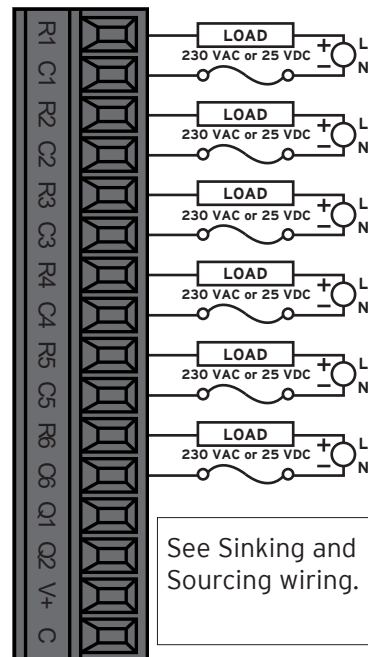 R1
LOAD
L
230 VAC or 25 VDC
+
−
N
C1
R2
LOAD
L
230 VAC or 25 VDC
+
−
N
C2
R3
LOAD
L
230 VAC or 25 VDC
+
−
N
C3
R4
LOAD
L
230 VAC or 25 VDC
+
−
N
C4
R5
LOAD
L
230 VAC or 25 VDC
+
−
N
C5
R6
LOAD
L
230 VAC or 25 VDC
+
−
N
C6
Q1
Q2
V+
C
See Sinking and
Sourcing wiring.